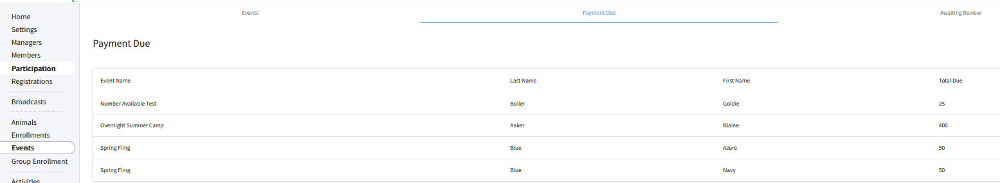 Home
Settings
Managers
Members
Participation
Registrations
Broadcasts
Animals
Enrollments
Events
Group Enrollment
Activities
Events Payment Due Awaiting Review
Payment Due
Event Name Last Name First Name Total Due
Number Available Test Boiler Goldie 25
Overnight Summer Camp Aaker Blaine 400
Spring Fling Blue Azure 50
Spring Fling Blue Navy 50